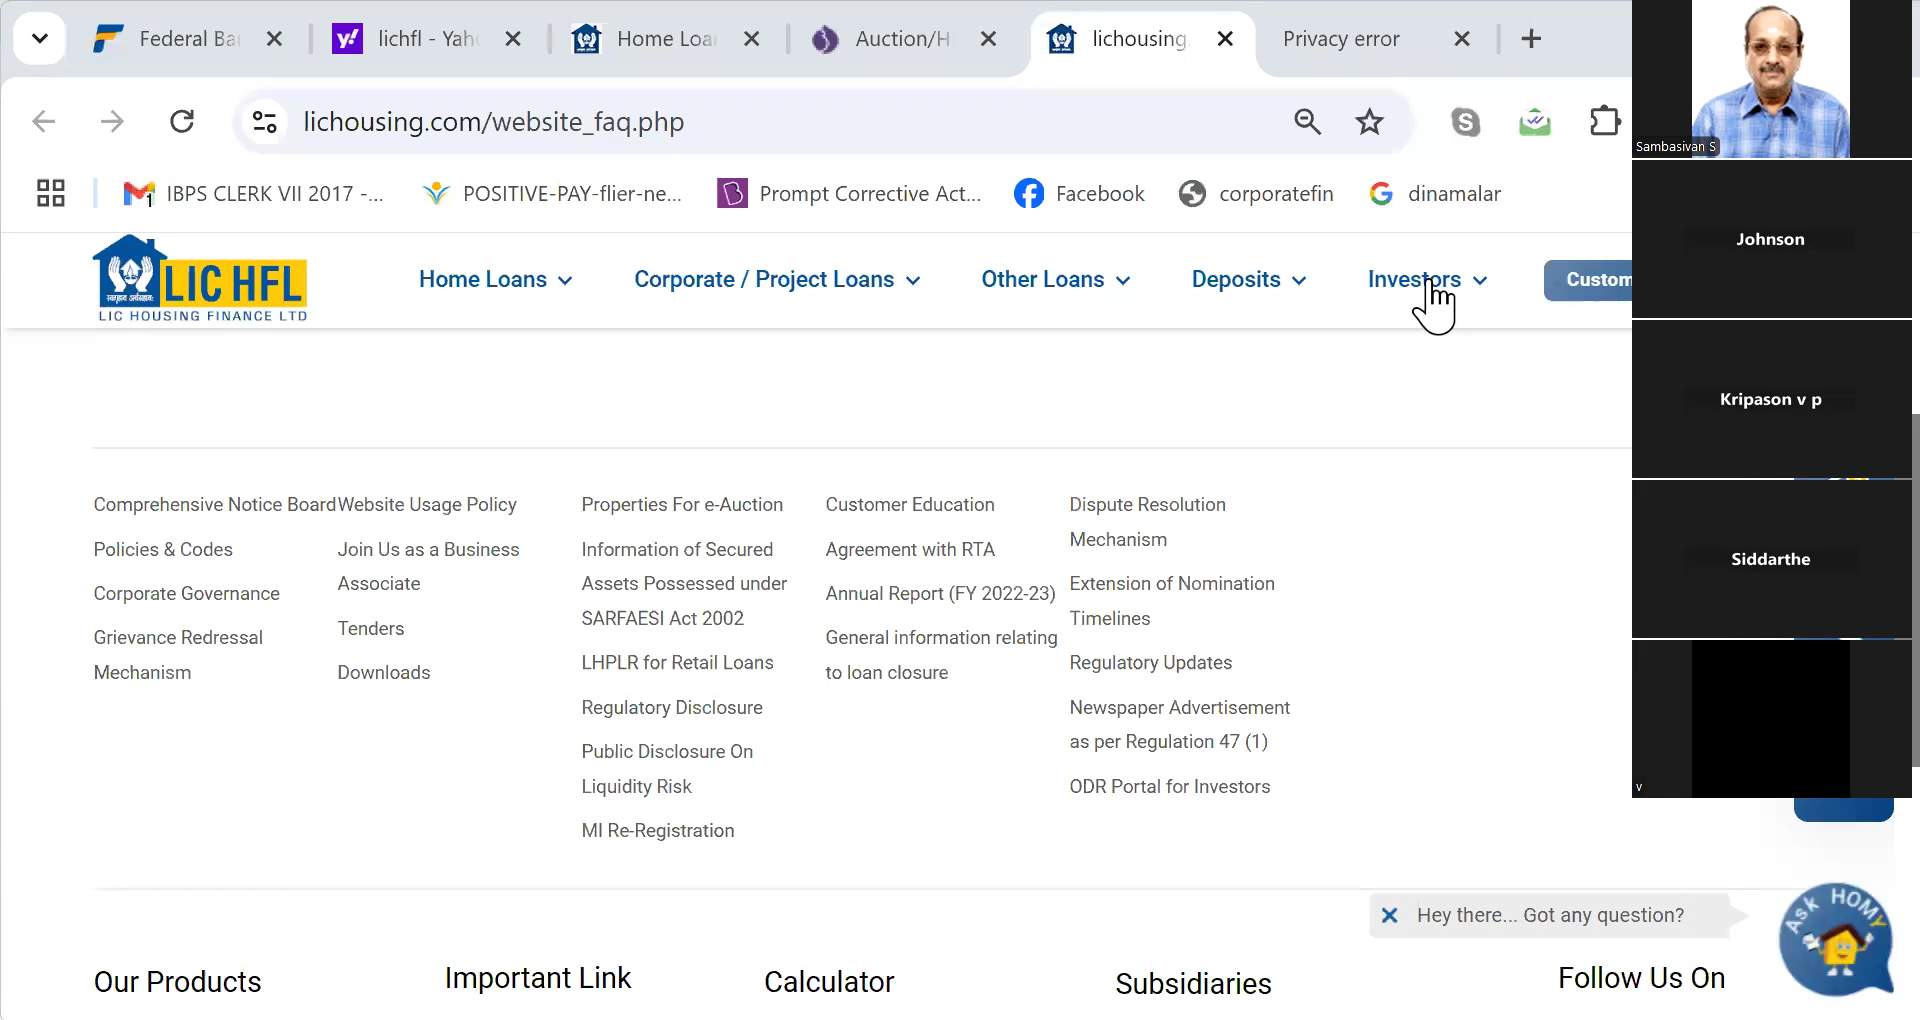 Federal Ba
lichfl - Yah
Home Loa
Auction/H
lichousing.
Privacy error
lichousing.com/website_faq.php
IBPS CLERK VII 2017 -...
POSITIVE-PAY-flier-ne...
Prompt Corrective Act...
Facebook
corporatefin
dinamalar
LIC HFL
LIC HOUSING FINANCE LTD
Home Loans
Corporate / Project Loans
Other Loans
Deposits
Investors
Custom
Comprehensive Notice Board
Policies & Codes
Corporate Governance
Grievance Redressal
Mechanism
Website Usage Policy
Join Us as a Business
Associate
Tenders
Downloads
Properties For e-Auction
Information of Secured
Assets Possessed under
SARFAESI Act 2002
LHPLR for Retail Loans
Regulatory Disclosure
Public Disclosure On
Liquidity Risk
MI Re-Registration
Customer Education
Agreement with RTA
Annual Report (FY 2022-23)
General information relating
to loan closure
Dispute Resolution
Mechanism
Extension of Nomination
Timelines
Regulatory Updates
Newspaper Advertisement
as per Regulation 47 (1)
ODR Portal for Investors
Hey there... Got any question?
Ask HOMY
Our Products
Important Link
Calculator
Subsidiaries
Follow Us On
Sambasivan S
Johnson
Kripason v p
Siddarthe
v